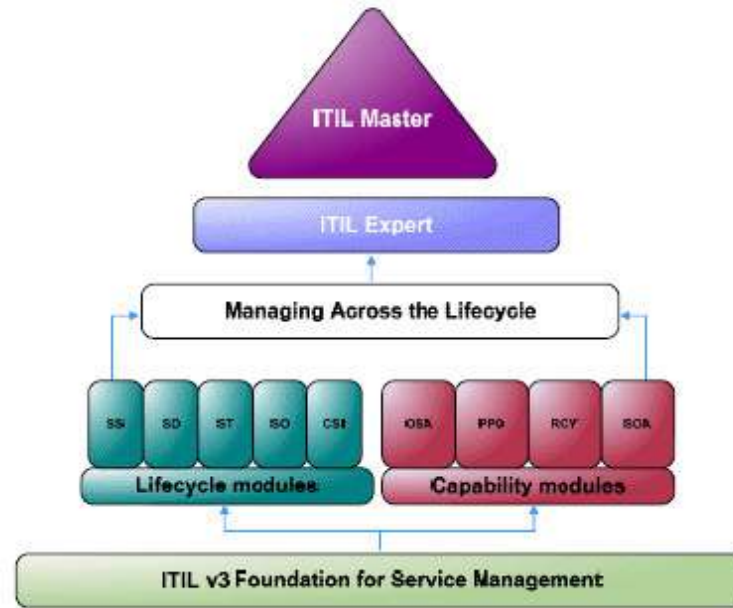 ITIL Master
ITIL Expert
Managing Across the Lifecycle
SS SD ST SO CSI OSA PPO RCV SOA
Lifecycle modules Capability modules
ITIL v3 Foundation for Service Management